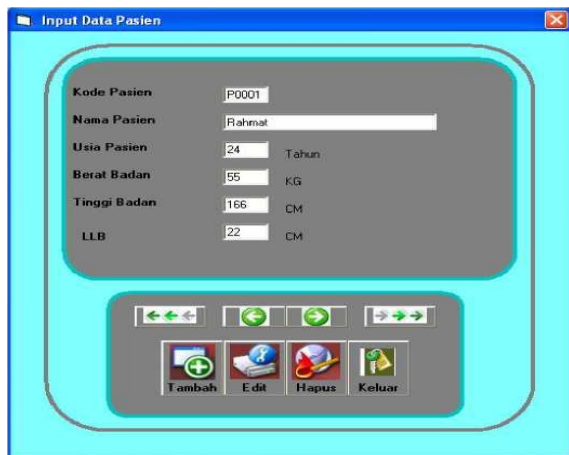 Input Data Pasien
Kode Pasien P0001
Nama Pasien Rahmat
Usia Pasien 24 Tahun
Berat Badan 55 KG
Tinggi Badan 166 CM
LLB 22 CM
Tambah Edit Hapus Keluar